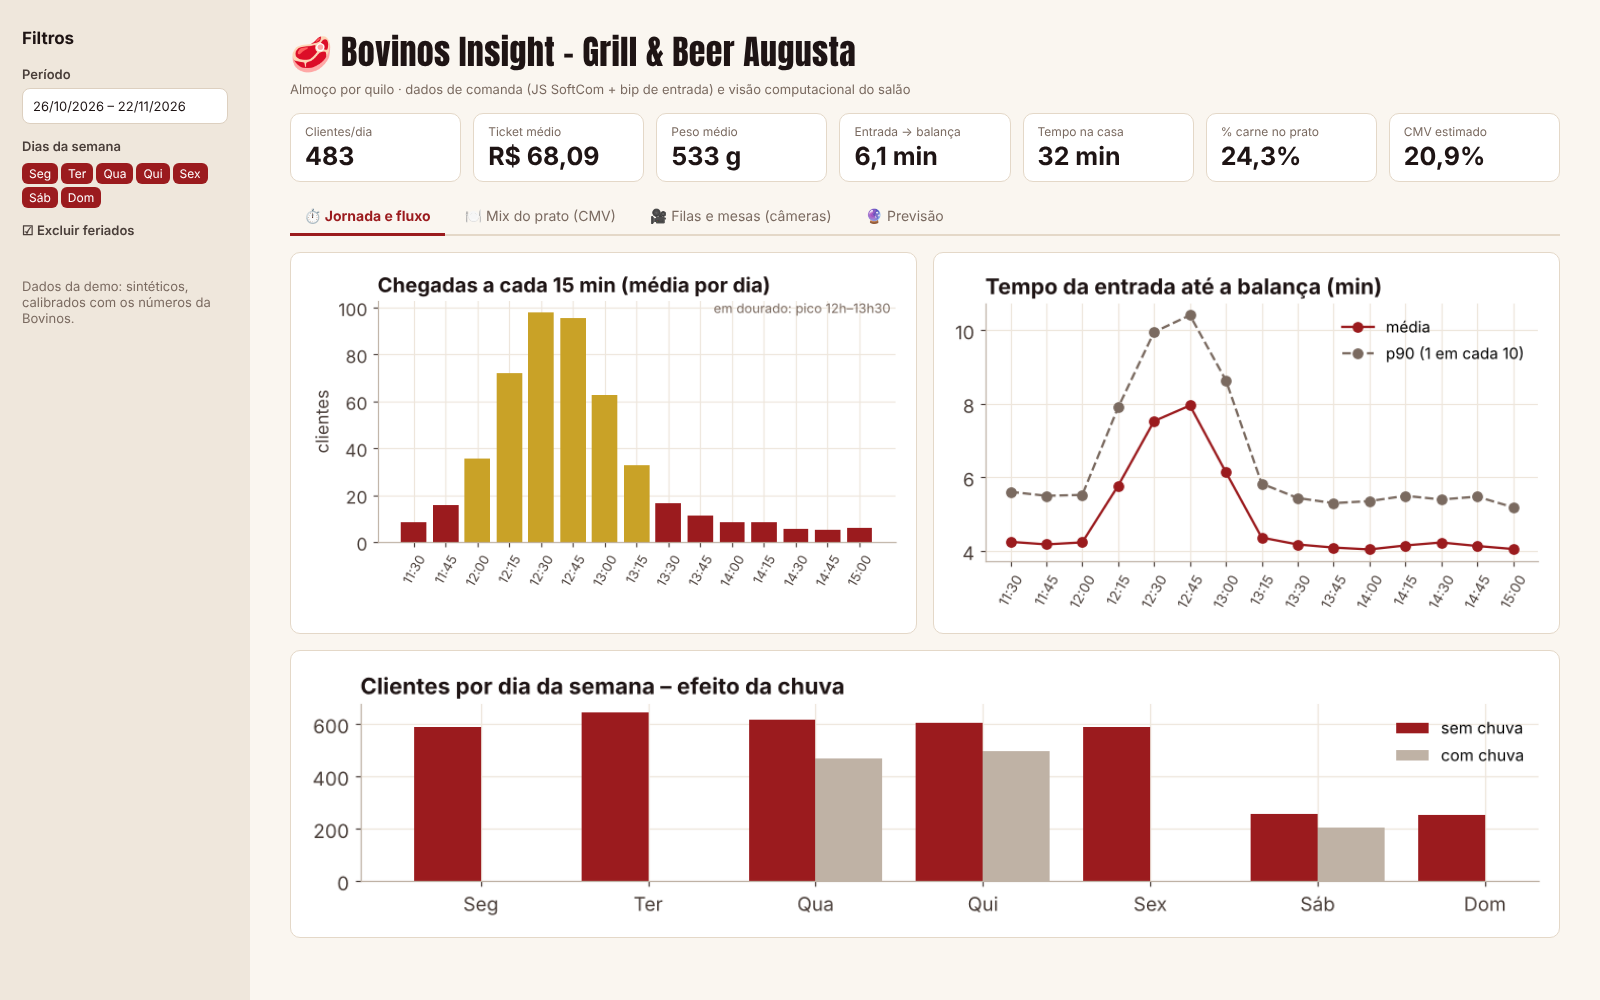 Filtros
Período
26/10/2026 – 22/11/2026
Dias da semana
Seg Ter Qua Qui Sex
Sáb Dom
☑ Excluir feriados
Dados da demo: sintéticos,
calibrados com os números da
Bovinos.
🥩 Bovinos Insight - Grill & Beer Augusta
Almoço por quilo · dados de comanda (JS SoftCom + bip de entrada) e visão computacional do salão
Clientes/dia
483
Ticket médio
R$ 68,09
Peso médio
533 g
Entrada → balança
6,1 min
Tempo na casa
32 min
% carne no prato
24,3%
CMV estimado
20,9%
⏱️ Jornada e fluxo
🍽️ Mix do prato (CMV)
🎥 Filas e mesas (câmeras)
🔮 Previsão
Chegadas a cada 15 min (média por dia)
em dourado: pico 12h–13h30
clientes
100
80
60
40
20
0
11:30 11:45 12:00 12:15 12:30 12:45 13:00 13:15 13:30 13:45 14:00 14:15 14:30 14:45 15:00
Tempo da entrada até a balança (min)
média
p90 (1 em cada 10)
10
8
6
4
11:30 11:45 12:00 12:15 12:30 12:45 13:00 13:15 13:30 13:45 14:00 14:15 14:30 14:45 15:00
Clientes por dia da semana – efeito da chuva
sem chuva
com chuva
600
400
200
0
Seg Ter Qua Qui Sex Sáb Dom